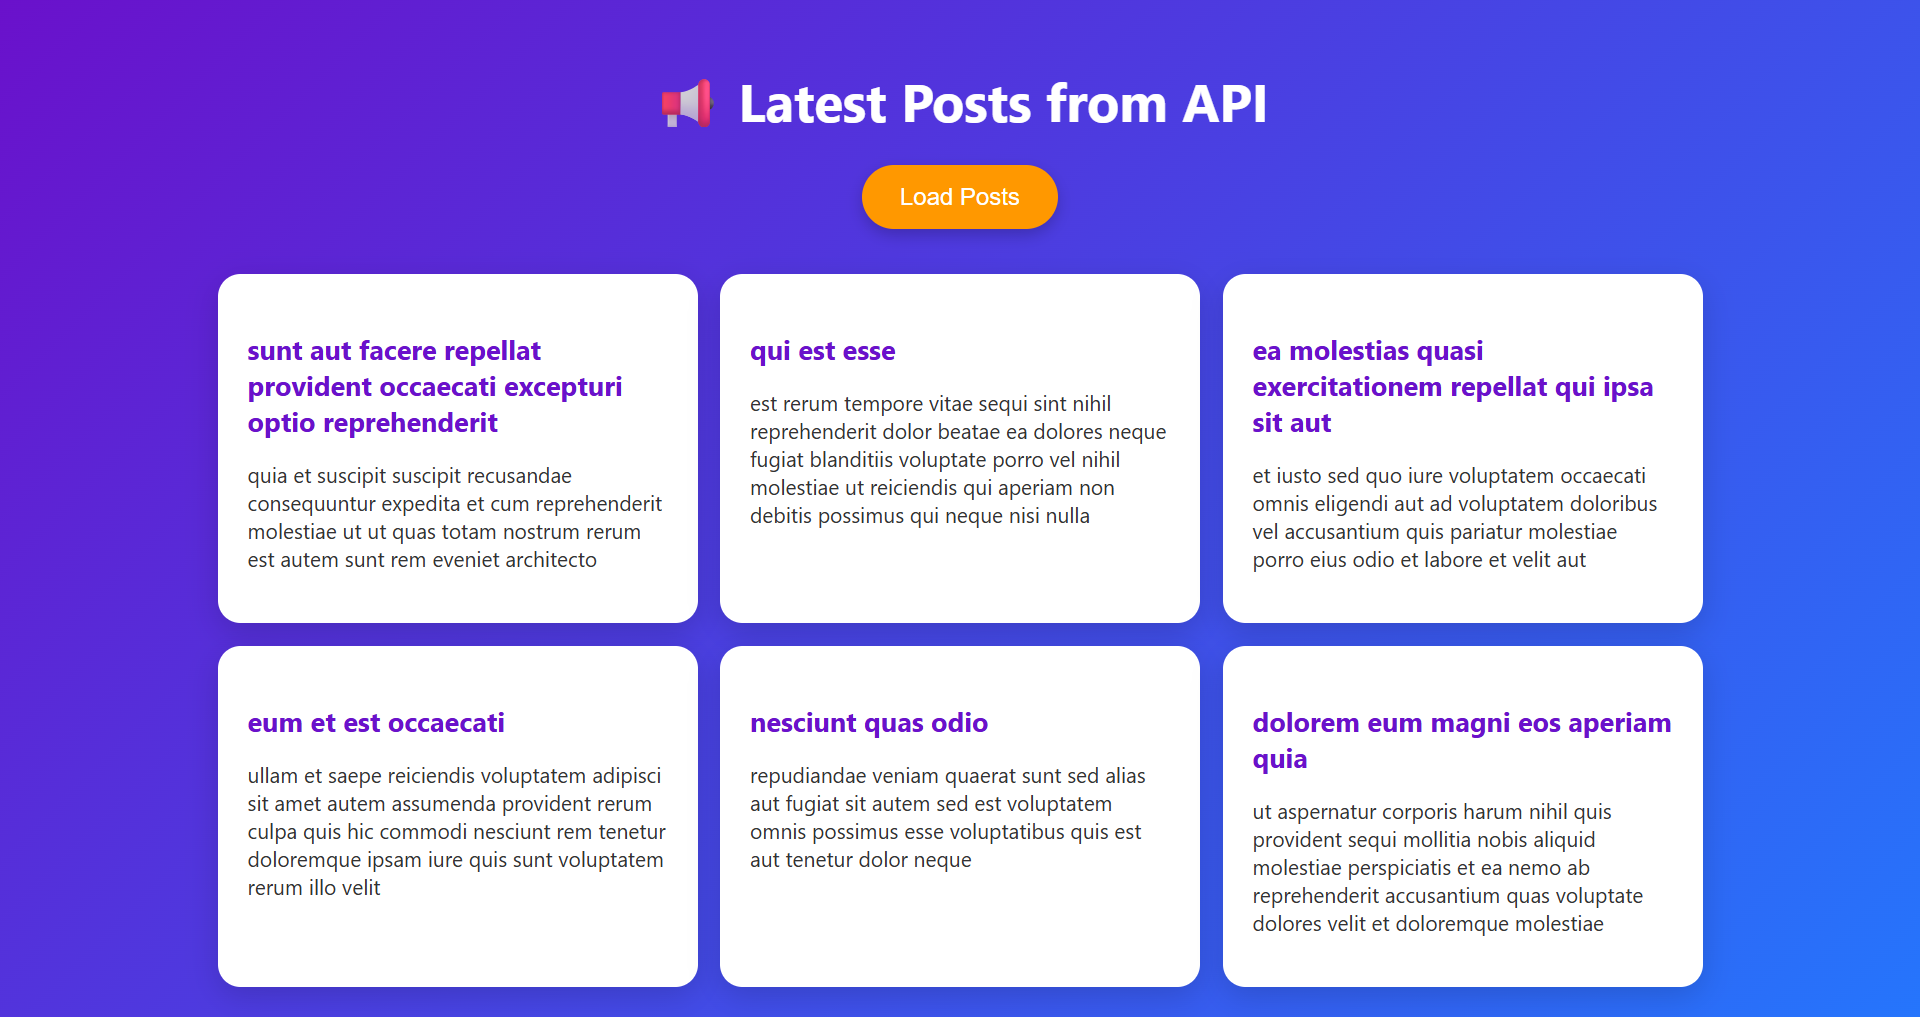 📢 Latest Posts from API
Load Posts
sunt aut facere repellat
provident occaecati excepturi
optio reprehenderit
quia et suscipit suscipit recusandae
consequuntur expedita et cum reprehenderit
molestiae ut ut quas totam nostrum rerum
est autem sunt rem eveniet architecto
qui est esse
est rerum tempore vitae sequi sint nihil
reprehenderit dolor beatae ea dolores neque
fugiat blanditiis voluptate porro vel nihil
molestiae ut reiciendis qui aperiam non
debitis possimus qui neque nisi nulla
ea molestias quasi
exercitationem repellat qui ipsa
sit aut
et iusto sed quo iure voluptatem occaecati
omnis eligendi aut ad voluptatem doloribus
vel accusantium quis pariatur molestiae
porro eius odio et labore et velit aut
eum et est occaecati
ullam et saepe reiciendis voluptatem adipisci
sit amet autem assumenda provident rerum
culpa quis hic commodi nesciunt rem tenetur
doloremque ipsam iure quis sunt voluptatem
rerum illo velit
nesciunt quas odio
repudiandae veniam quaerat sunt sed alias
aut fugiat sit autem sed est voluptatem
omnis possimus esse voluptatibus quis est
aut tenetur dolor neque
dolorem eum magni eos aperiam
quia
ut aspernatur corporis harum nihil quis
provident sequi mollitia nobis aliquid
molestiae perspiciatis et ea nemo ab
reprehenderit accusantium quas voluptate
dolores velit et doloremque molestiae